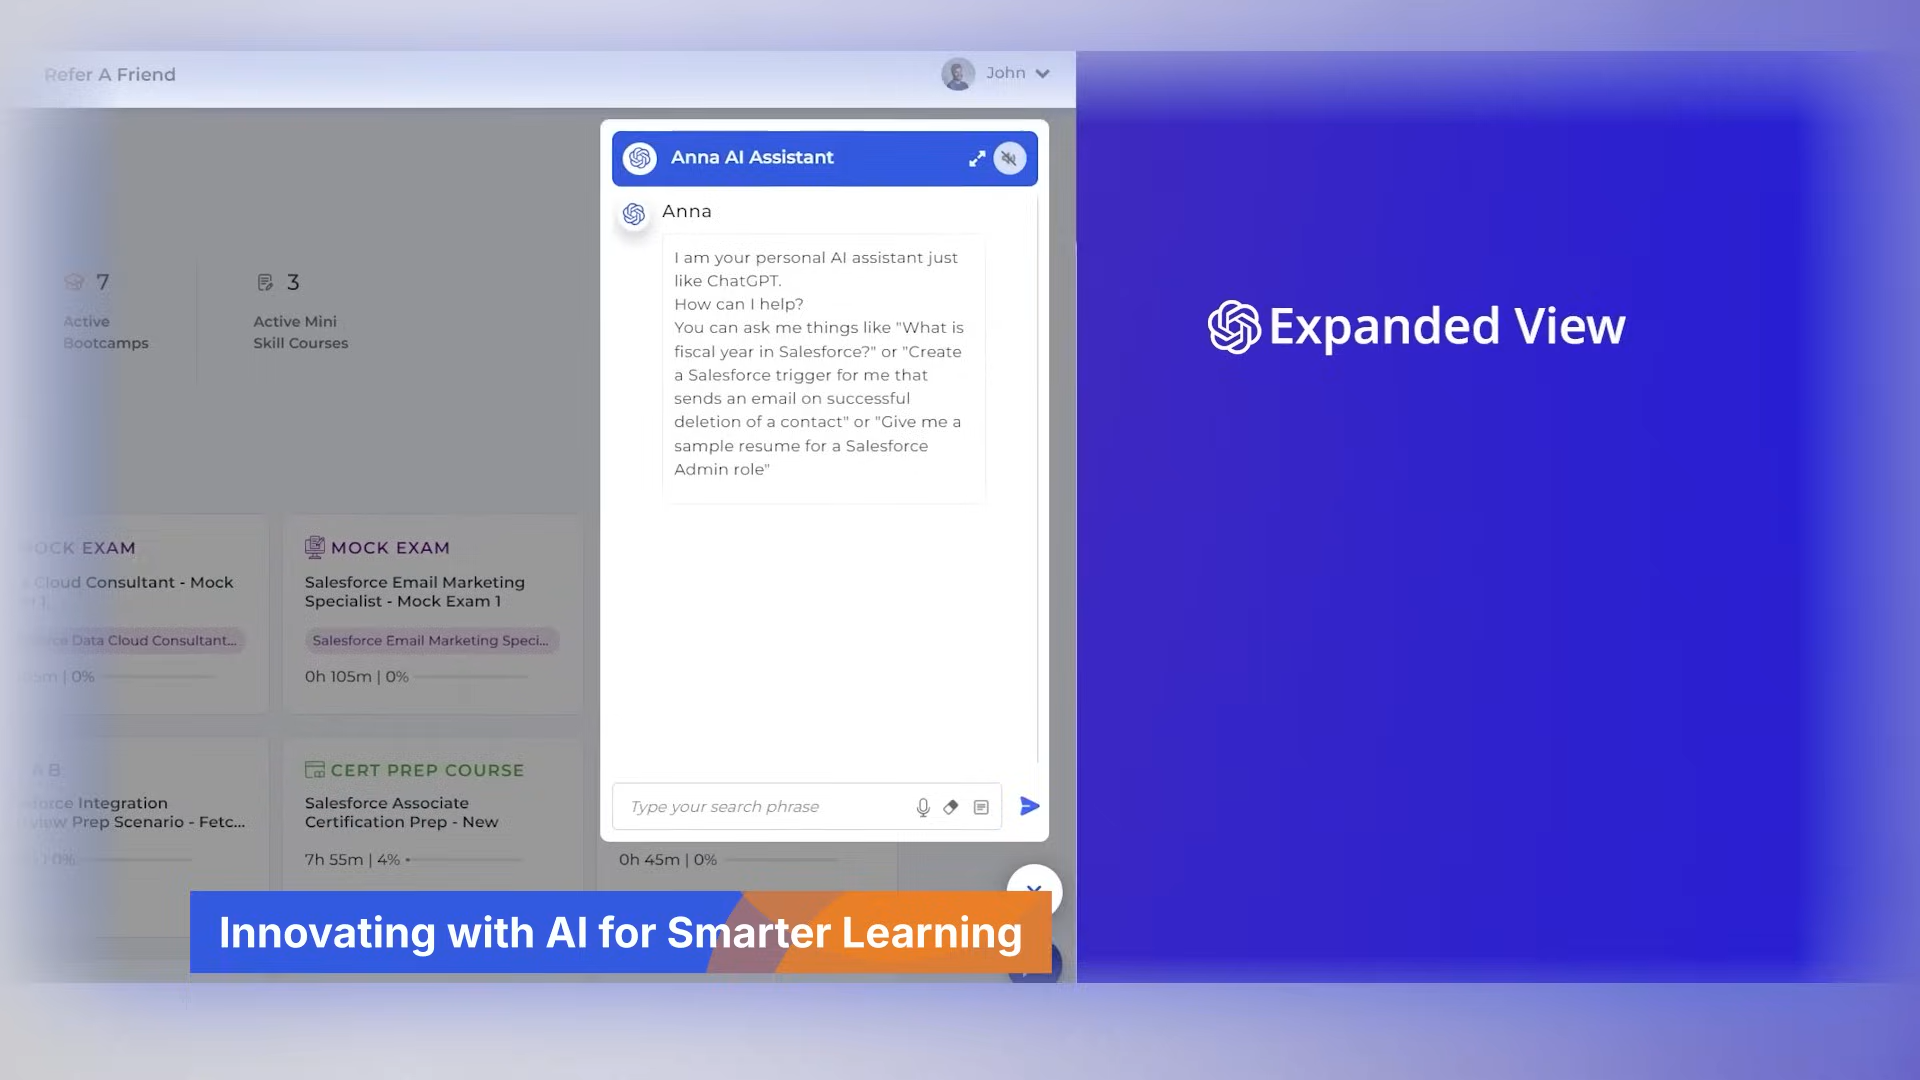 Refer A Friend
John
Anna AI Assistant
Anna
I am your personal AI assistant just
like ChatGPT.
How can I help?
You can ask me things like "What is
fiscal year in Salesforce?" or "Create
a Salesforce trigger for me that
sends an email on successful
deletion of a contact" or "Give me a
sample resume for a Salesforce
Admin role"
Type your search phrase
7
Active
Bootcamps
3
Active Mini
Skill Courses
EXAM
Cloud Consultant - Mock
Data Cloud Consultant...
| 0%
MOCK EXAM
Salesforce Email Marketing
Specialist - Mock Exam 1
Salesforce Email Marketing Speci...
0h 105m | 0%
Integration
Prep Scenario - Fetc...
0%
CERT PREP COURSE
Salesforce Associate
Certification Prep - New
7h 55m | 4%
0h 45m | 0%
Expanded View
Innovating with AI for Smarter Learning